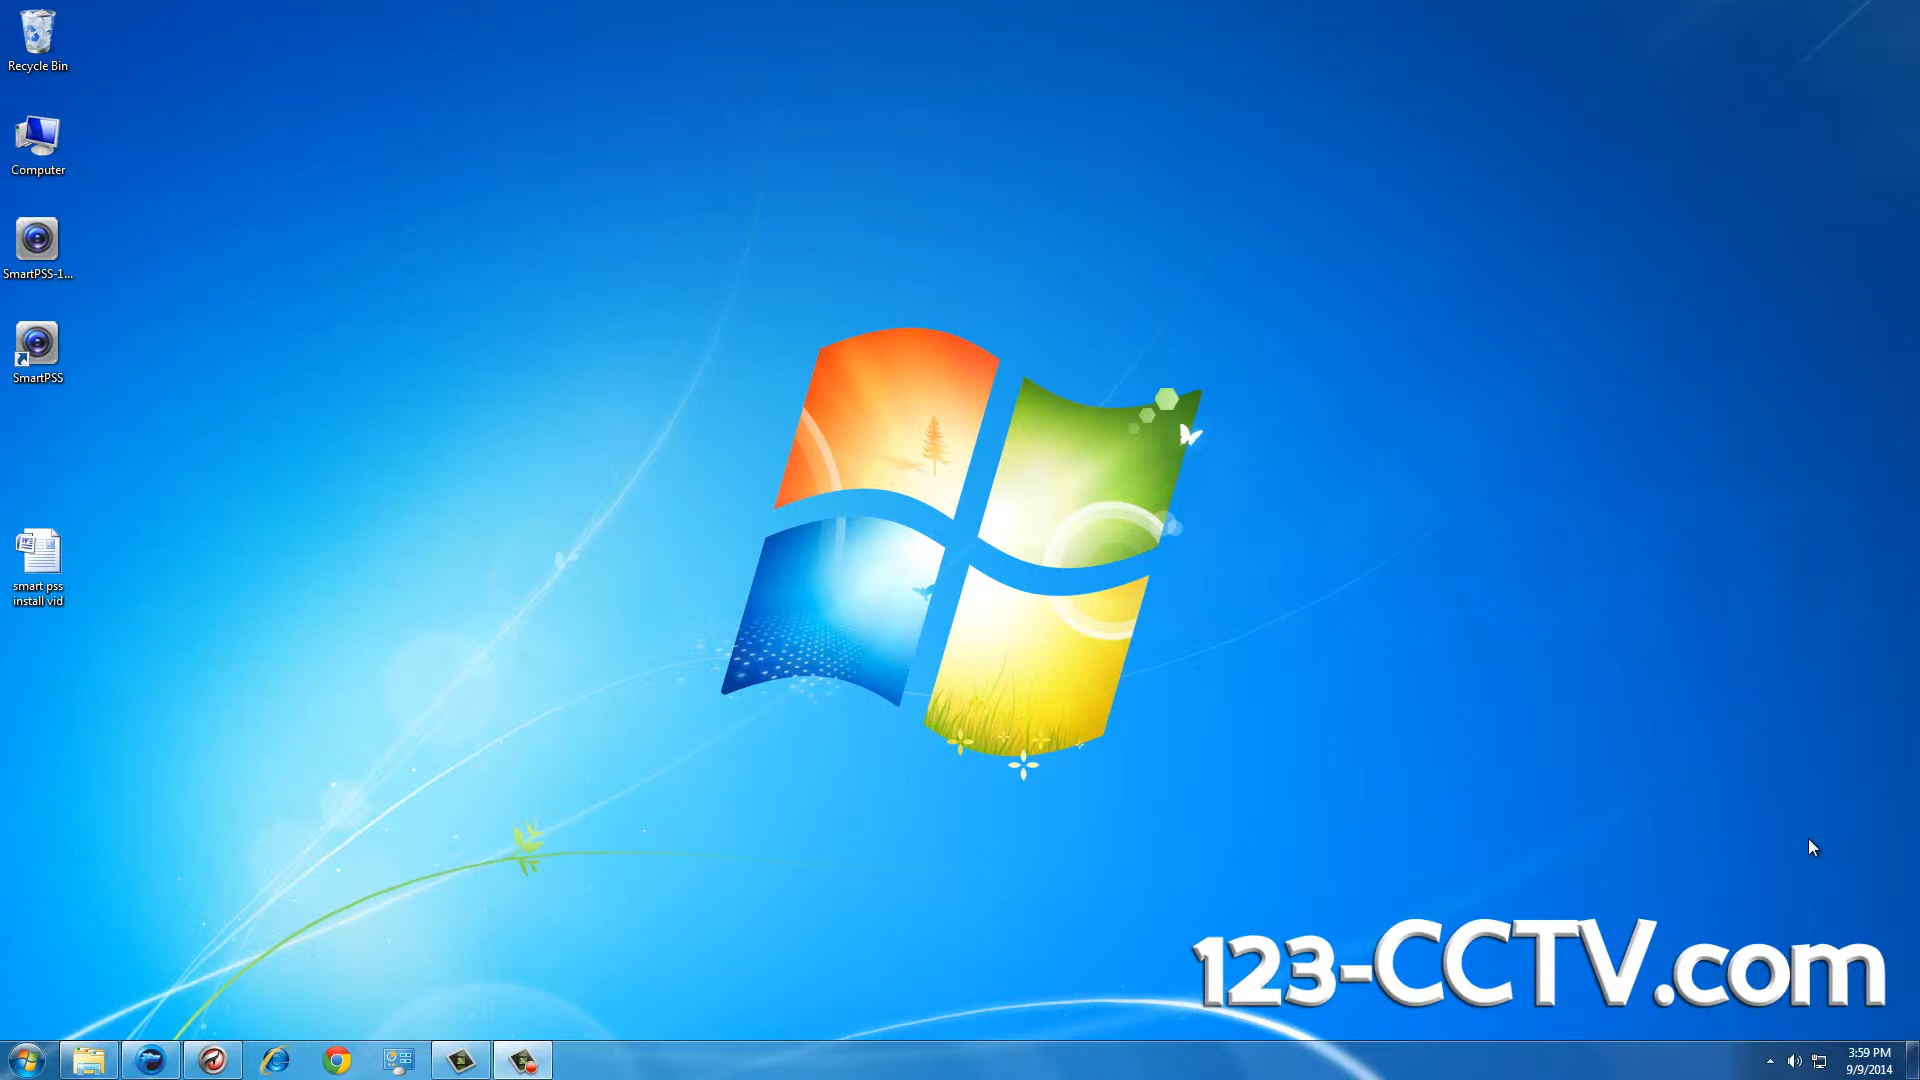 Recycle Bin
Computer
SmartPSS-1...
SmartPSS
smart pss
install vid
123-CCTV.com
3:59 PM
9/9/2014